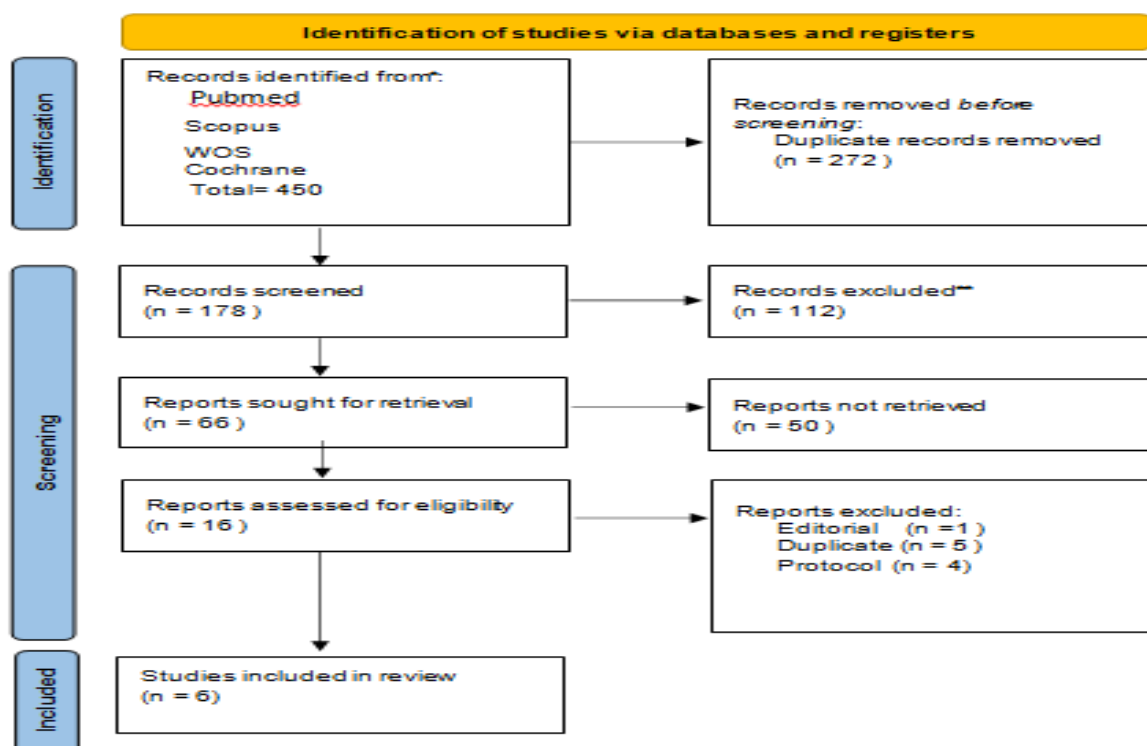 Identification of studies via databases and registers
Identification
Records identified from*:
Pubmed
Scopus
WOS
Cochrane
Total= 450
Records removed before
screening:
Duplicate records removed
(n = 272 )
Screening
Records screened
(n = 178 )
Records excluded**
(n = 112)
Reports sought for retrieval
(n = 66 )
Reports not retrieved
(n = 50 )
Reports assessed for eligibility
(n = 16 )
Reports excluded:
Editorial (n =1 )
Duplicate (n = 5 )
Protocol (n = 4)
Included
Studies included in review
(n = 6)